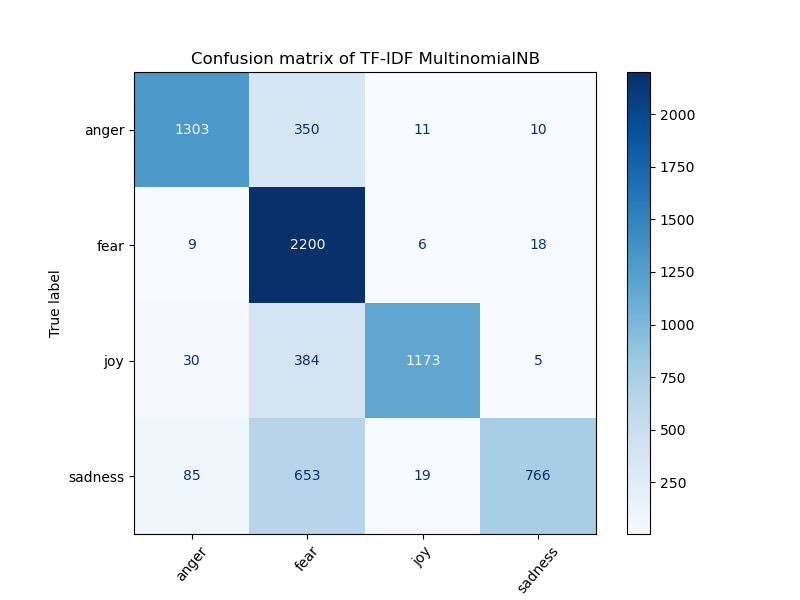 Confusion matrix of TF-IDF MultinomialNB
True label
anger 1303 350 11 10
fear 9 2200 6 18
joy 30 384 1173 5
sadness 85 653 19 766
anger fear joy sadness
2000
1750
1500
1250
1000
750
500
250